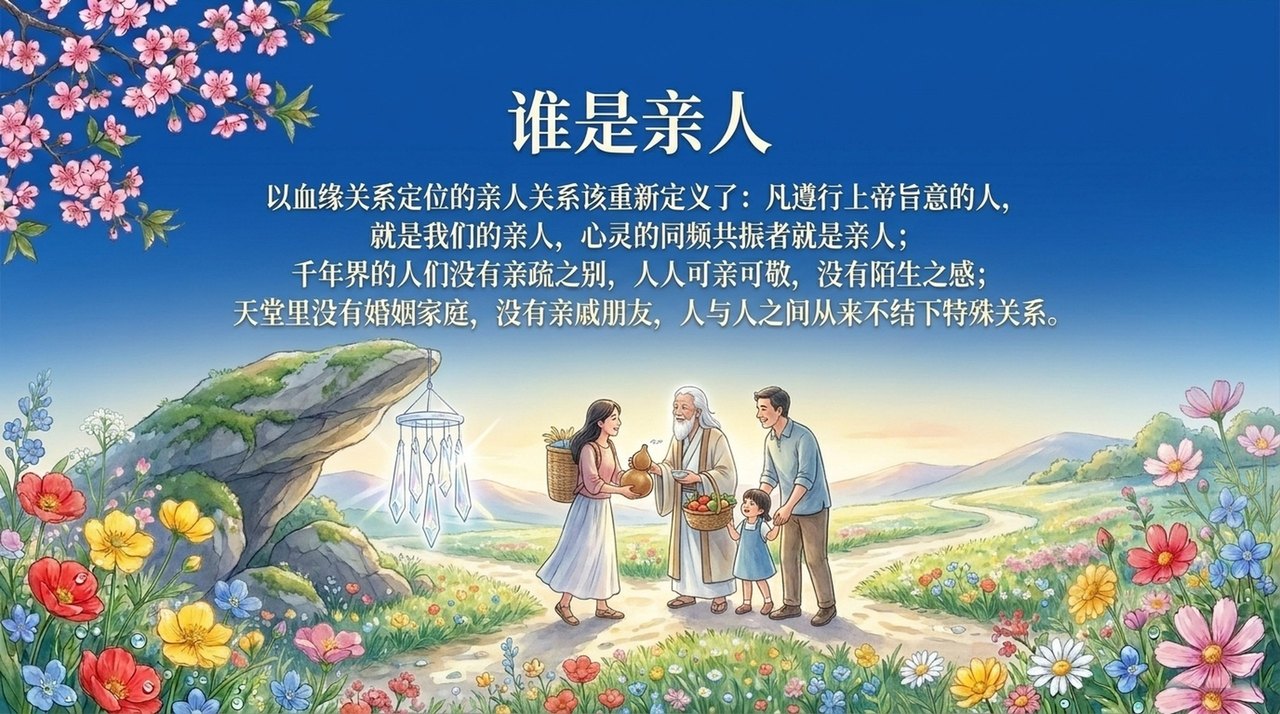 谁是亲人
以血缘关系定位的亲人关系该重新定义了：凡遵行上帝旨意的人，
就是我们的亲人，心灵的同频共振者就是亲人；
千年界的人们没有亲疏之别，人人可亲可敬，没有陌生之感；
天堂里没有婚姻家庭，没有亲戚朋友，人与人之间从来不结下特殊关系。